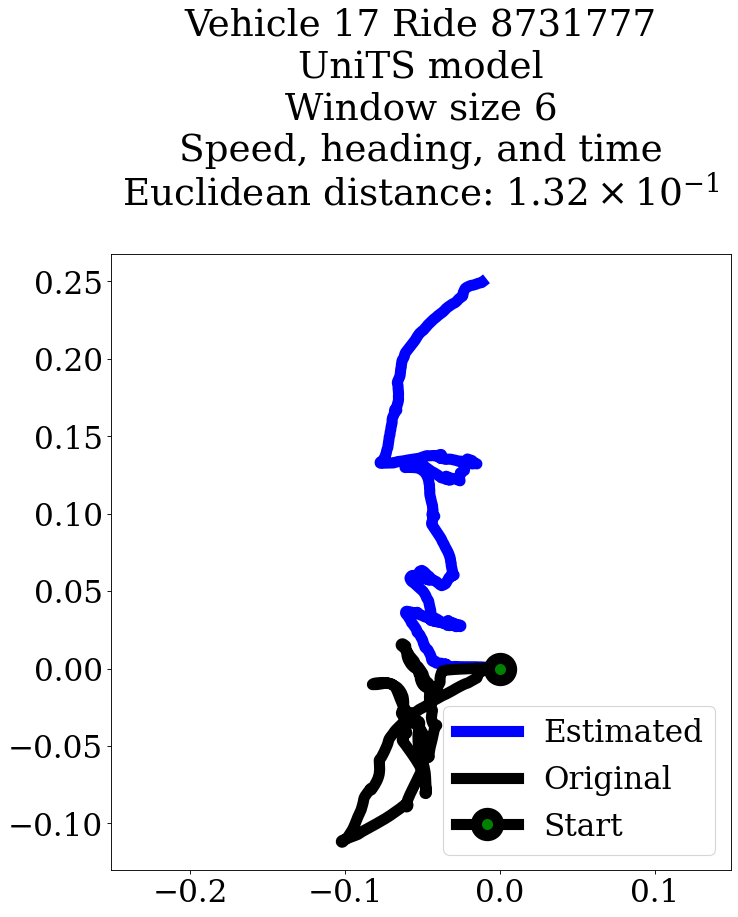 Vehicle 17 Ride 8731777
UniTS model
Window size 6
Speed, heading, and time
Euclidean distance: $1.32 \times 10^{-1}$
0.25
0.20
0.15
0.10
0.05
0.00
−0.05
−0.10
Estimated
Original
Start
−0.2
−0.1
0.0
0.1